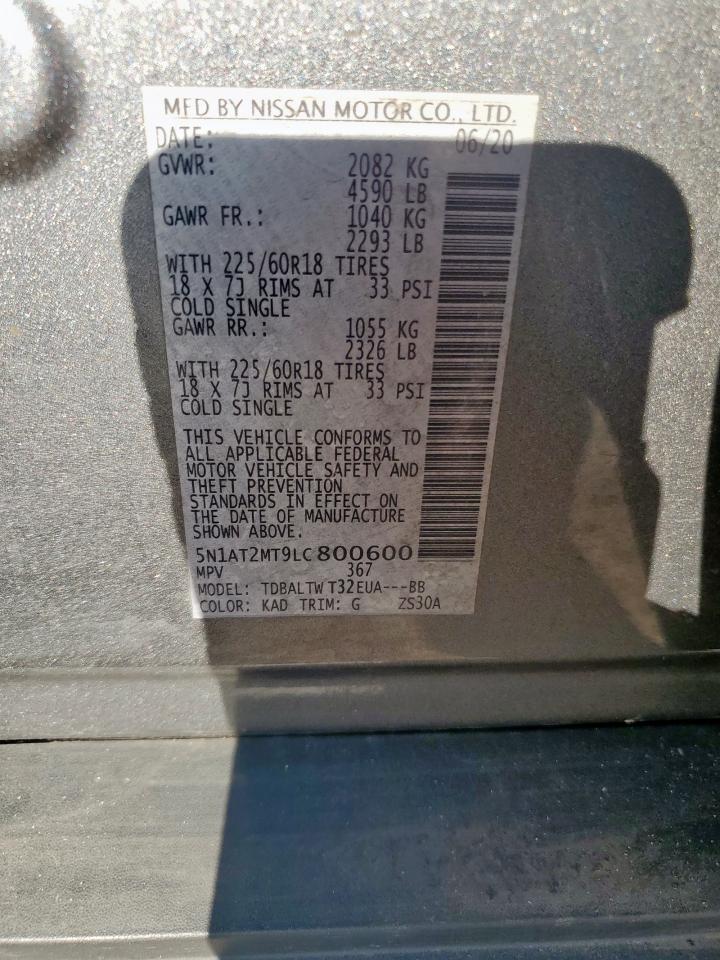 MFD BY NISSAN MOTOR CO., LTD.
DATE: 06/20
GVWR: 2082 KG
4590 LB
GAWR FR.: 1040 KG
2293 LB
WITH 225/60R18 TIRES
18 X 7J RIMS AT 33 PSI
COLD SINGLE
GAWR RR.: 1055 KG
2326 LB
WITH 225/60R18 TIRES
18 X 7J RIMS AT 33 PSI
COLD SINGLE
THIS VEHICLE CONFORMS TO
ALL APPLICABLE FEDERAL
MOTOR VEHICLE SAFETY AND
THEFT PREVENTION
STANDARDS IN EFFECT ON
THE DATE OF MANUFACTURE
SHOWN ABOVE.
5N1AT2MT9LC800600
MPV 367
MODEL: TDBALTW T32EUA---BB
COLOR: KAD TRIM: G ZS30A